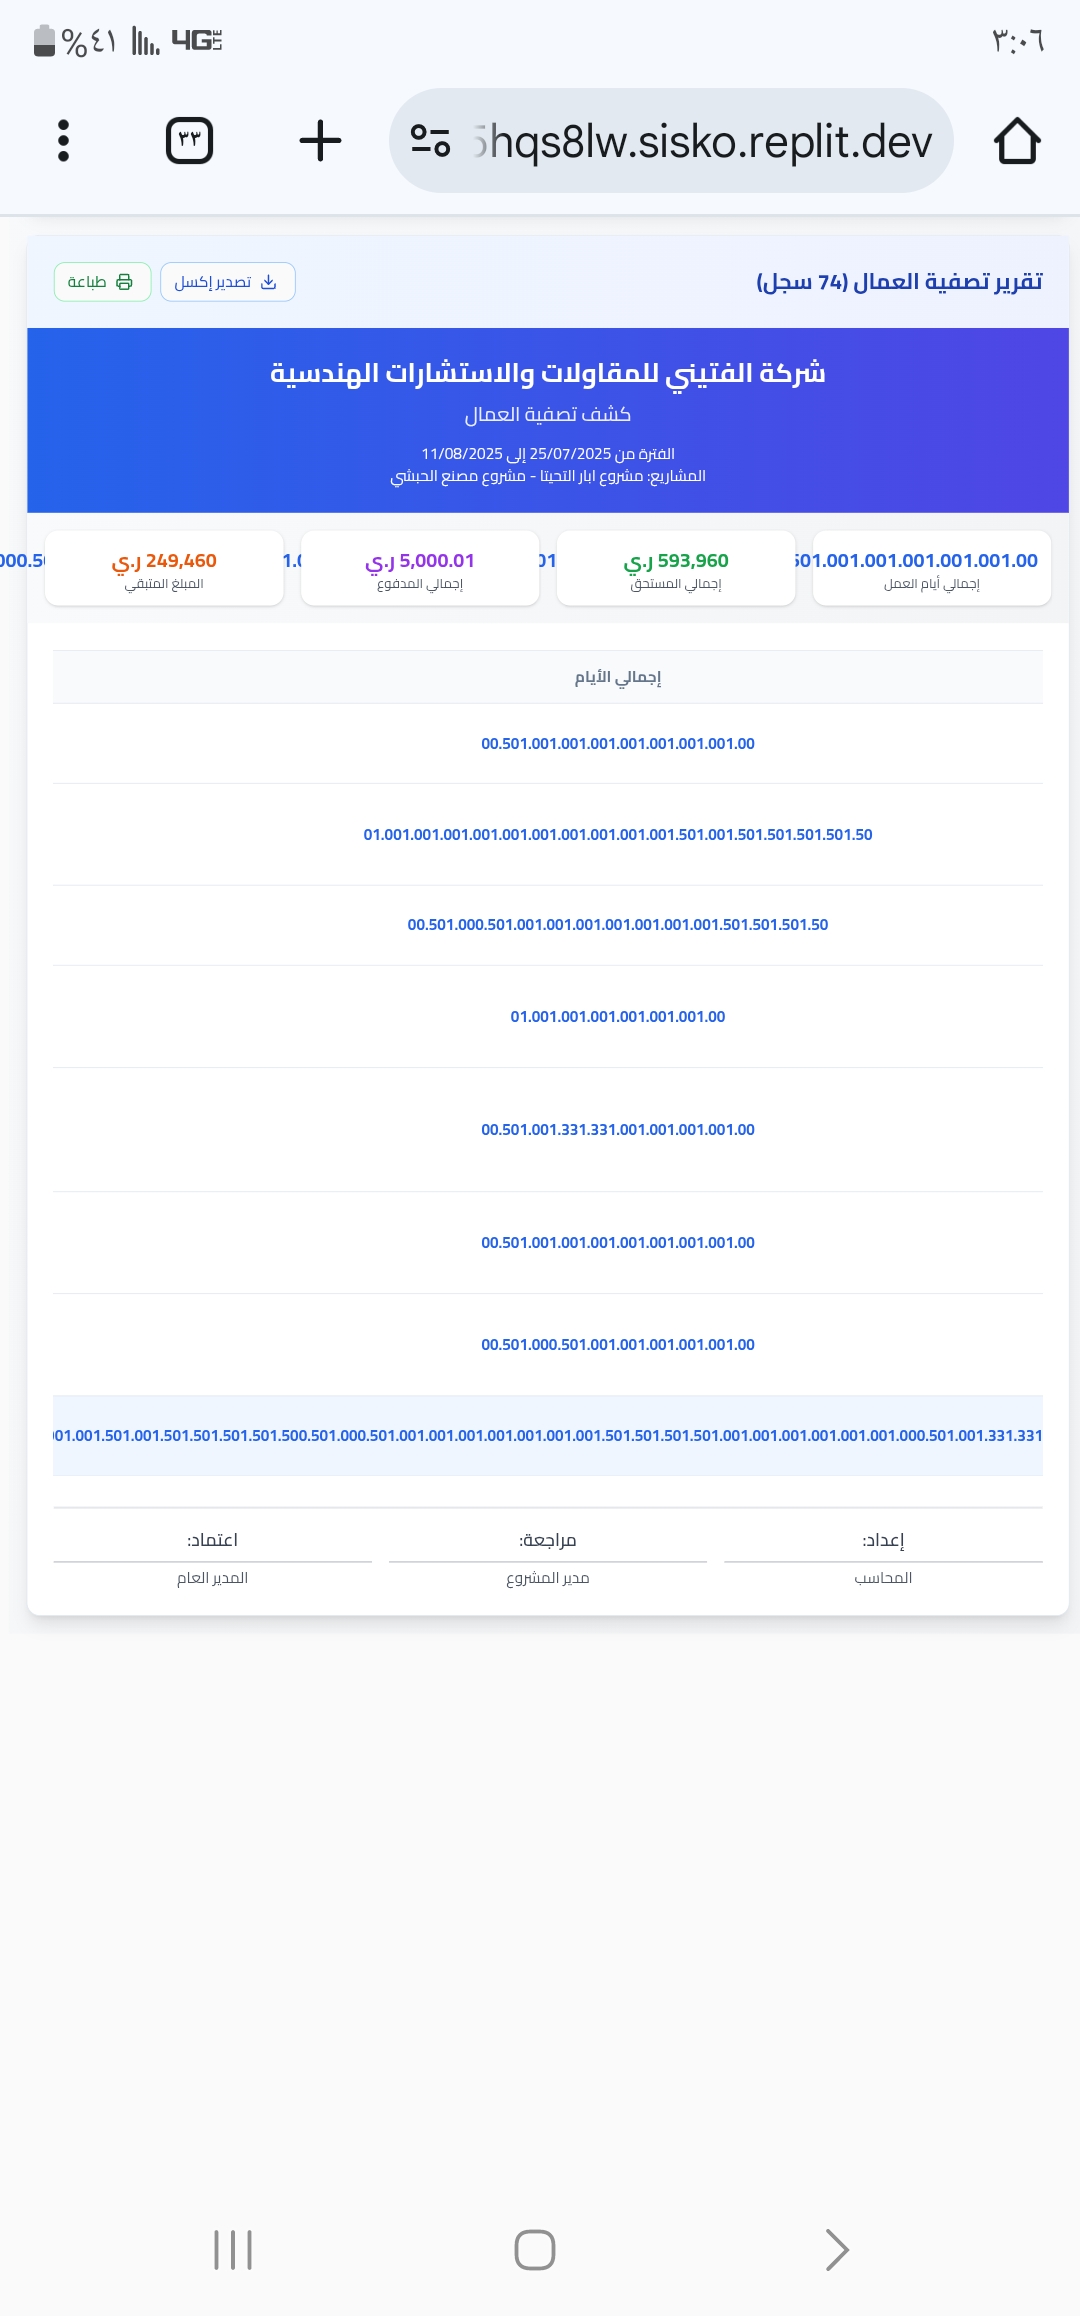 ٣:٠٦
4G LTE
%٤١
5hqs8lw.sisko.replit.dev
٣٣
تقرير تصفية العمال (74 سجل)
تصدير إكسل
طباعة
شركة الفتيني للمقاولات والاستشارات الهندسية
كشف تصفية العمال
الفترة من 25/07/2025 إلى 11/08/2025
المشاريع: مشروع ابار التحيتا - مشروع مصنع الحبشي
501.001.001.001.001.001.00
إجمالي أيام العمل
593,960 ر.ي
إجمالي المستحق
01
5,000.01 ر.ي
إجمالي المدفوع
249,460 ر.ي
المبلغ المتبقي
إجمالي الأيام
00.501.001.001.001.001.001.001.001.00
01.001.001.001.001.001.001.001.001.001.001.501.001.501.501.501.501.50
00.501.000.501.001.001.001.001.001.001.001.501.501.501.50
01.001.001.001.001.001.001.00
00.501.001.331.331.001.001.001.001.00
00.501.001.001.001.001.001.001.001.00
00.501.000.501.001.001.001.001.001.00
01.001.501.001.501.501.501.501.500.501.000.501.001.001.001.001.001.001.001.501.501.501.501.001.001.001.001.001.001.000.501.001.331.331
إعداد:
مراجعة:
اعتماد:
المحاسب
مدير المشروع
المدير العام